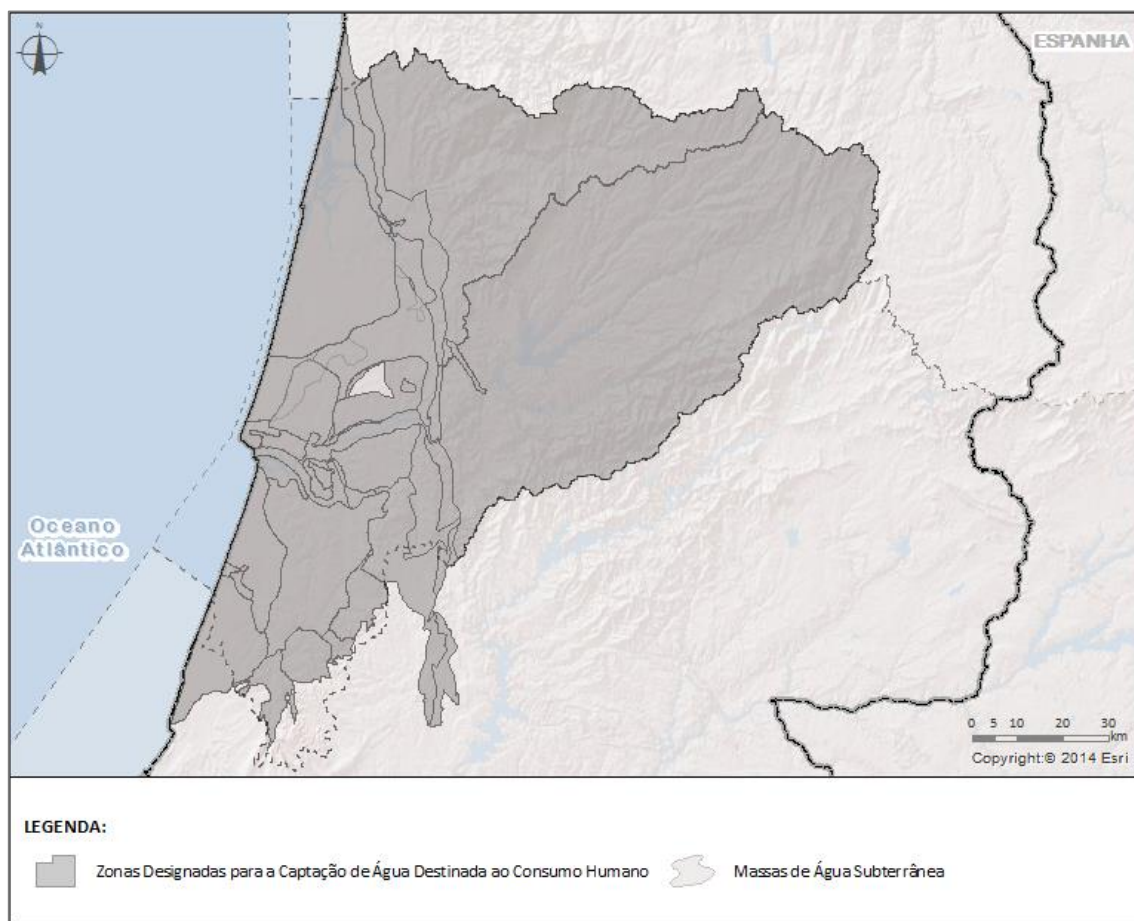 N
ESPANHA
Oceano
Atlântico
0 5 10 20 30
km
Copyright:© 2014 Esri
LEGENDA:
Zonas Designadas para a Captação de Água Destinada ao Consumo Humano
Massas de Água Subterrânea